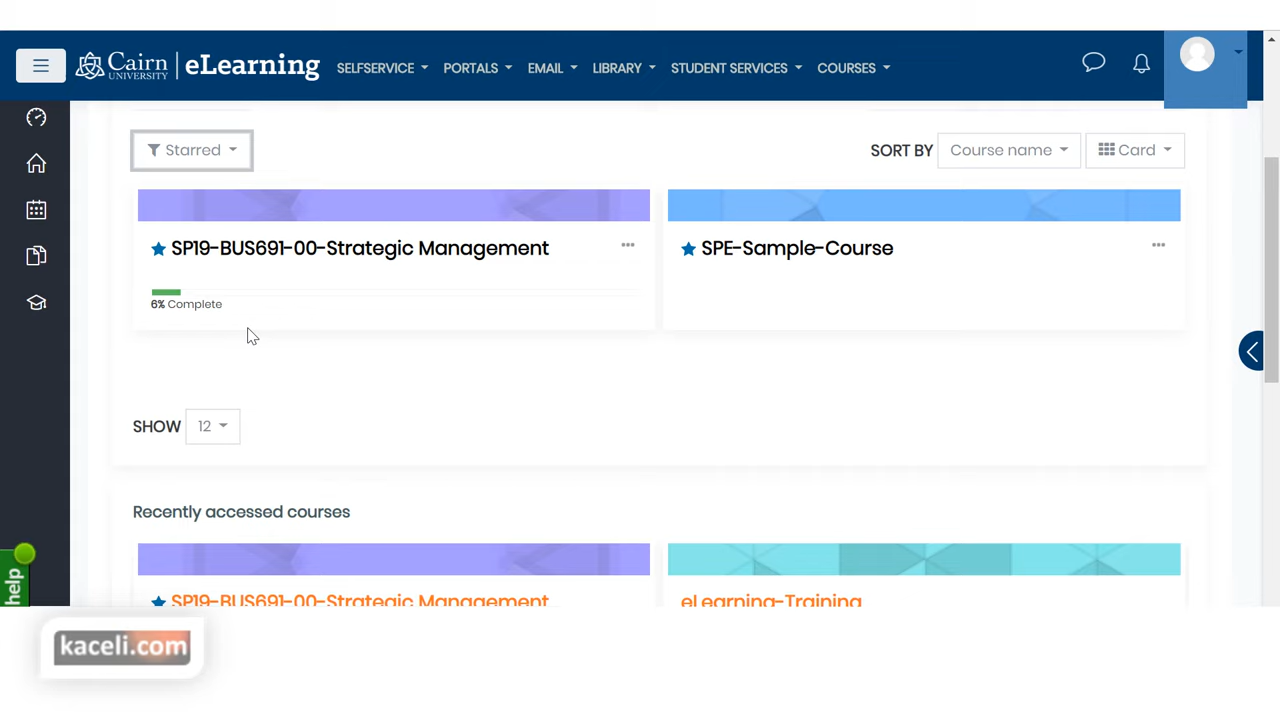 Cairn UNIVERSITY | eLearning SELFSERVICE PORTALS EMAIL LIBRARY STUDENT SERVICES COURSES
Starred SORT BY Course name Card
SP19-BUS691-00-Strategic Management
6% Complete
SPE-Sample-Course
SHOW 12
Recently accessed courses
SP19-BUS691-00-Strategic Management
eLearning-Training
help
kaceli.com